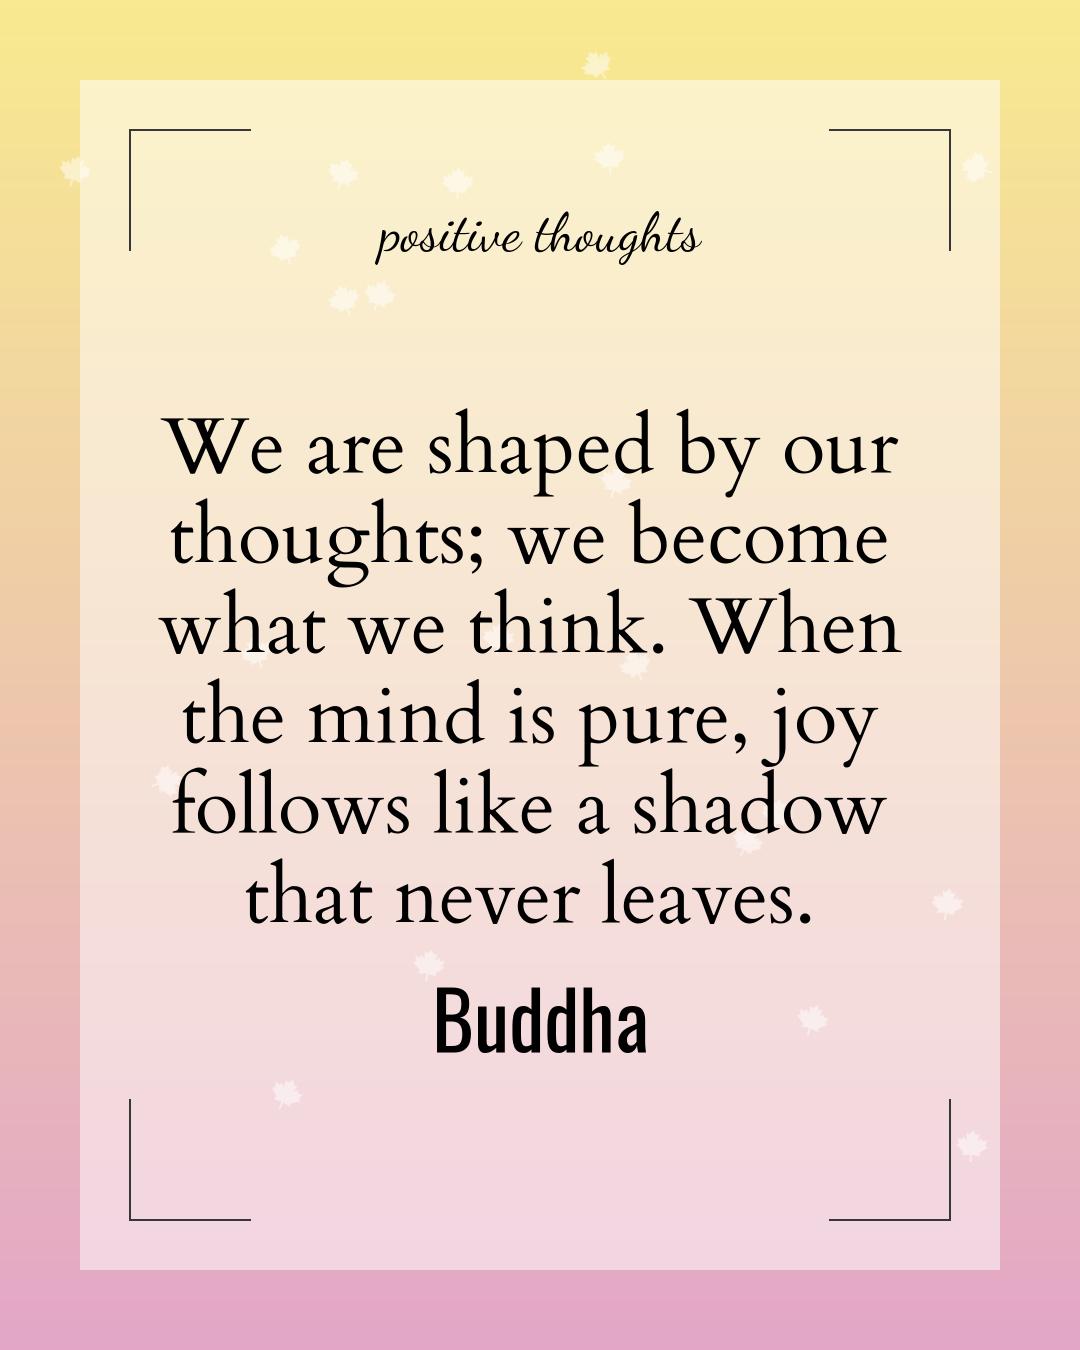 positive thoughts
We are shaped by our
thoughts; we become
what we think. When
the mind is pure, joy
follows like a shadow
that never leaves.
Buddha